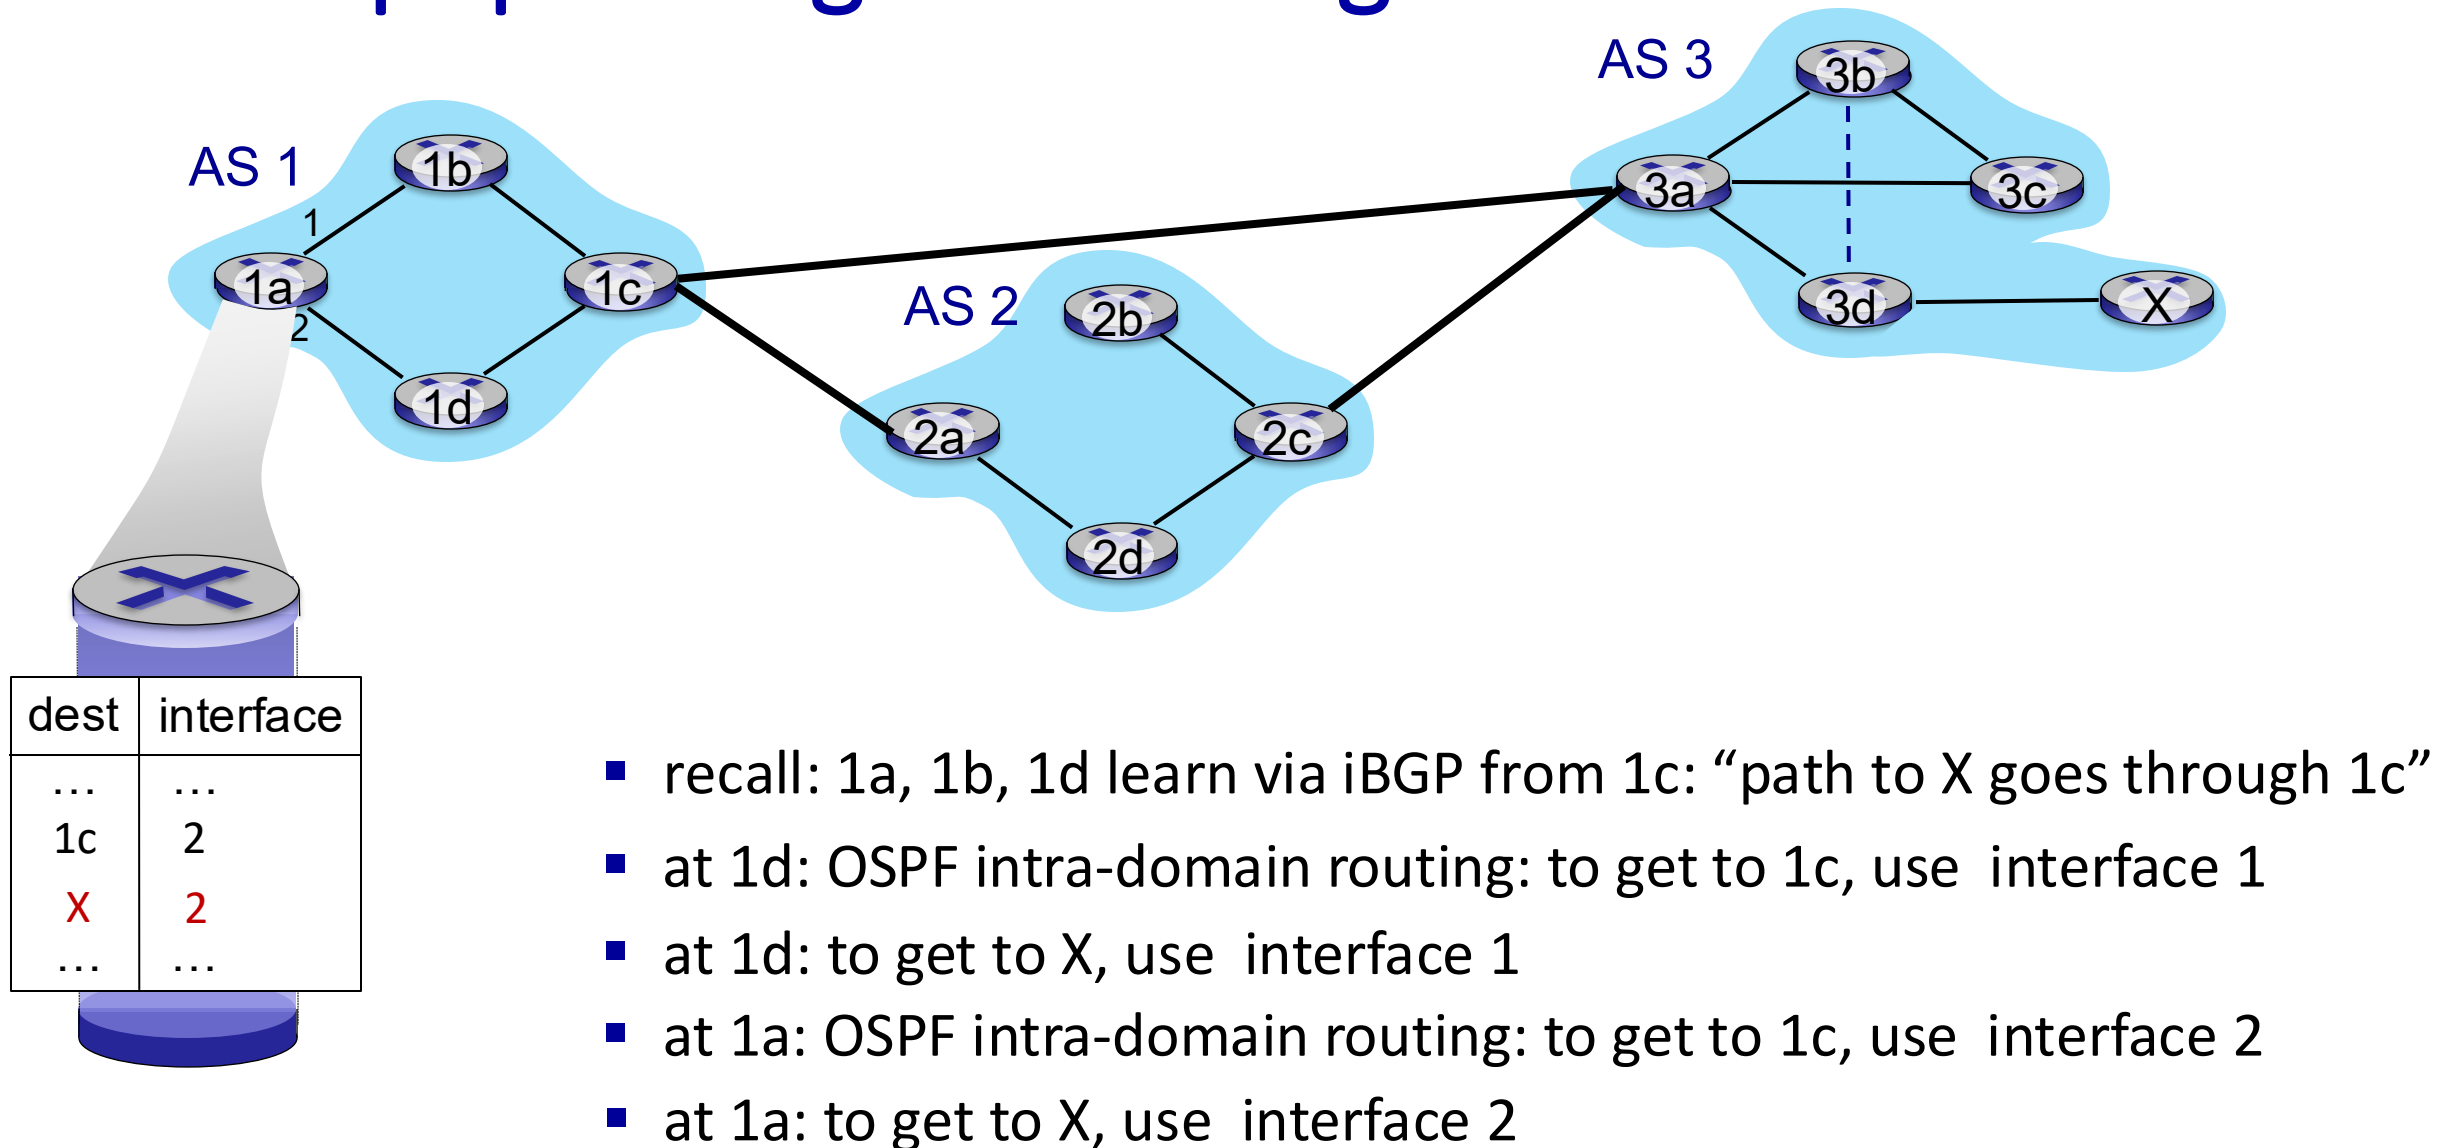 AS 3
3b
AS 1
1b
1
3a
3c
1a
1c
2
AS 2
2b
3d
X
1d
2a
2c
2d
dest interface
... ...
1c 2
X 2
... ...
▪ recall: 1a, 1b, 1d learn via iBGP from 1c: “path to X goes through 1c”
▪ at 1d: OSPF intra-domain routing: to get to 1c, use interface 1
▪ at 1d: to get to X, use interface 1
▪ at 1a: OSPF intra-domain routing: to get to 1c, use interface 2
▪ at 1a: to get to X, use interface 2